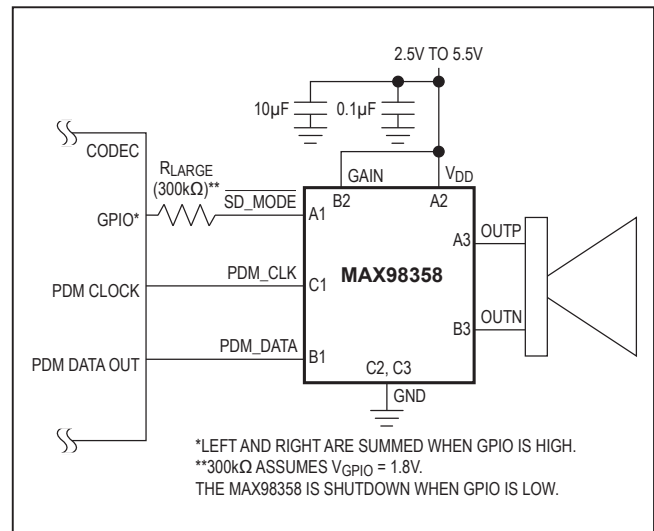 2.5V TO 5.5V
10µF
0.1µF
CODEC
RLARGE
(300kΩ)**
SD_MODE
GAIN
VDD
B2
A2
GPIO*
A1
A3
OUTP
PDM_CLK
MAX98358
PDM CLOCK
C1
B3
OUTN
PDM_DATA
PDM DATA OUT
B1
C2, C3
GND
*LEFT AND RIGHT ARE SUMMED WHEN GPIO IS HIGH.
**300kΩ ASSUMES VGPIO = 1.8V.
THE MAX98358 IS SHUTDOWN WHEN GPIO IS LOW.